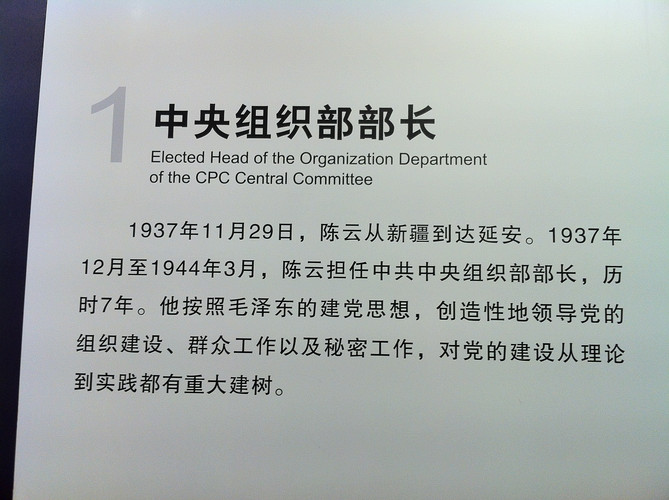 1
中央组织部部长
Elected Head of the Organization Department
of the CPC Central Committee
1937年11月29日，陈云从新疆到达延安。1937年
12月至1944年3月，陈云担任中共中央组织部部长，历
时7年。他按照毛泽东的建党思想，创造性地领导党的
组织建设、群众工作以及秘密工作，对党的建设从理论
到实践都有重大建树。